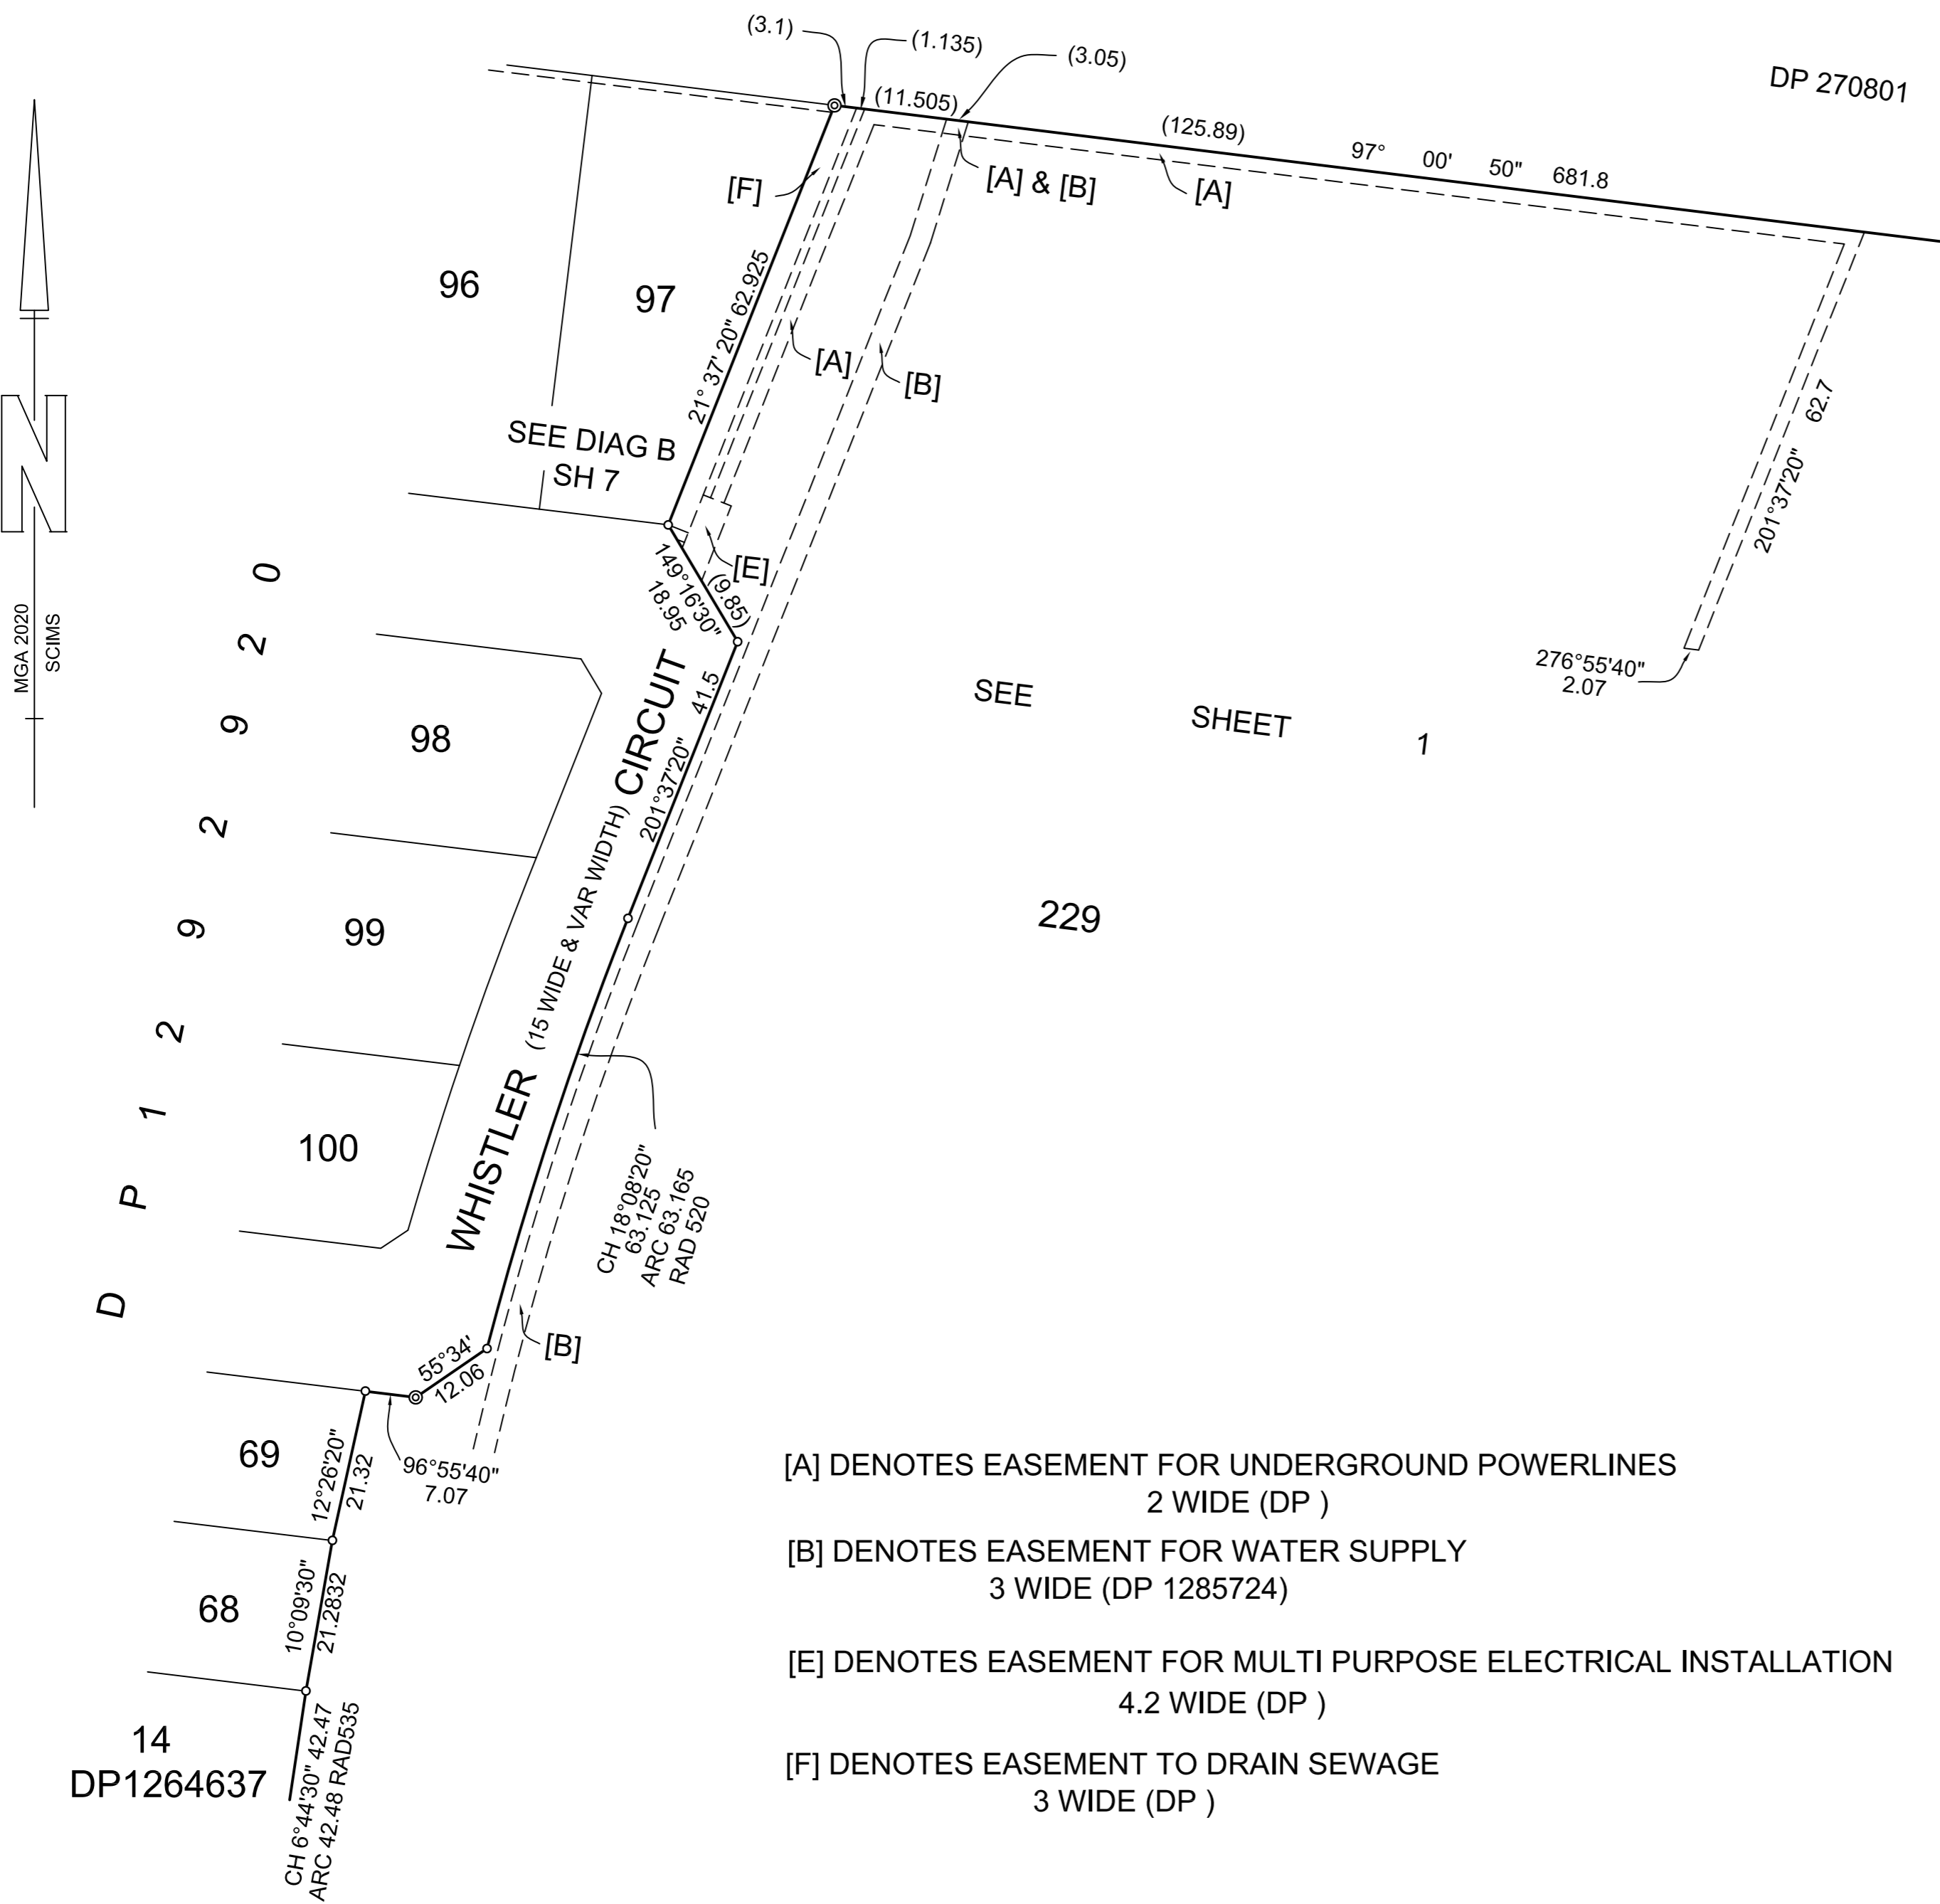 (3.1)
(1.135)
(3.05)
(11.505)
(125.89)
97° 00' 50" 681.8
DP 270801
[F]
[A] & [B]
[A]
96
97
21° 37' 20" 62.925
[A]
[B]
SEE DIAG B
SH 7
201°37'20" 62.7
[E]
149°16'30"
18.95
(9.85)
MGA 2020
SCIMS
276°55'40"
2.07
SEE SHEET 1
201°37'20" 41.5
98
WHISTLER (15 WIDE & VAR WIDTH) CIRCUIT
99
229
100
DP 1292920
CH 18°08'20"
63.125
ARC 63.165
RAD 520
[B]
55°34'
12.06
96°55'40"
7.07
69
12°26'20"
21.32
68
10°09'30"
21.2832
14
DP1264637
CH 6°44'30" 42.47
ARC 42.48 RAD535
[A] DENOTES EASEMENT FOR UNDERGROUND POWERLINES
2 WIDE (DP )
[B] DENOTES EASEMENT FOR WATER SUPPLY
3 WIDE (DP 1285724)
[E] DENOTES EASEMENT FOR MULTI PURPOSE ELECTRICAL INSTALLATION
4.2 WIDE (DP )
[F] DENOTES EASEMENT TO DRAIN SEWAGE
3 WIDE (DP )
N